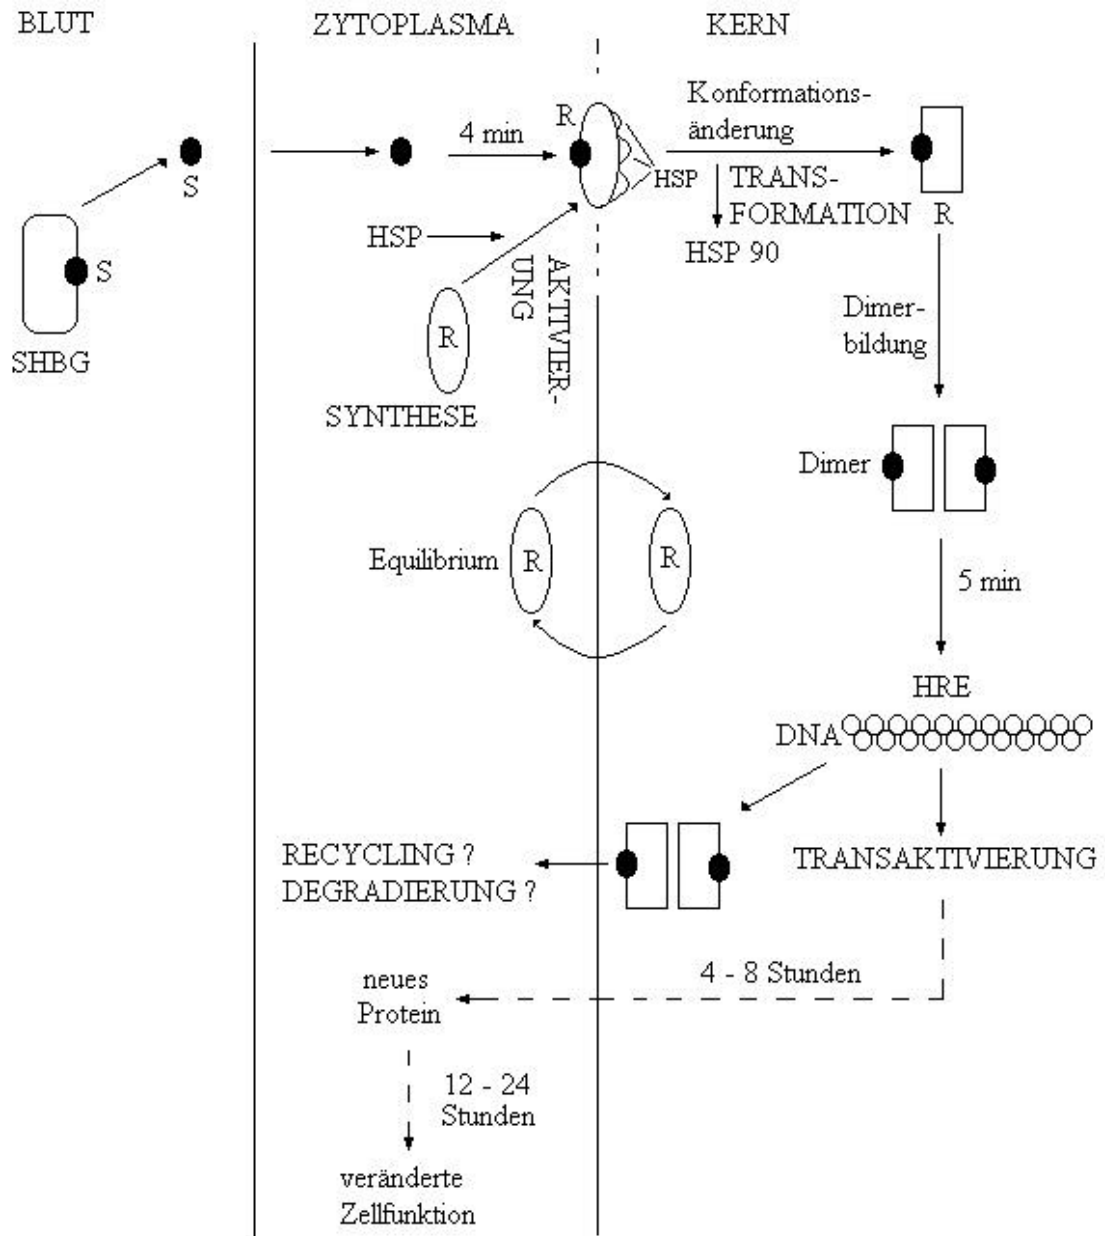 BLUT
ZYTOPLASMA
KERN
S
4 min
R
HSP
Konformations-
änderung
TRANS-
FORMATION
HSP 90
R
S
SHBG
HSP
AKTIVIER-
UNG
R
SYNTHESE
Dimer-
bildung
Dimer
Equilibrium
R
R
5 min
HRE
DNA
TRANSAKTIVIERUNG
RECYCLING ?
DEGRADIERUNG ?
4 - 8 Stunden
neues
Protein
12 - 24
Stunden
veränderte
Zellfunktion